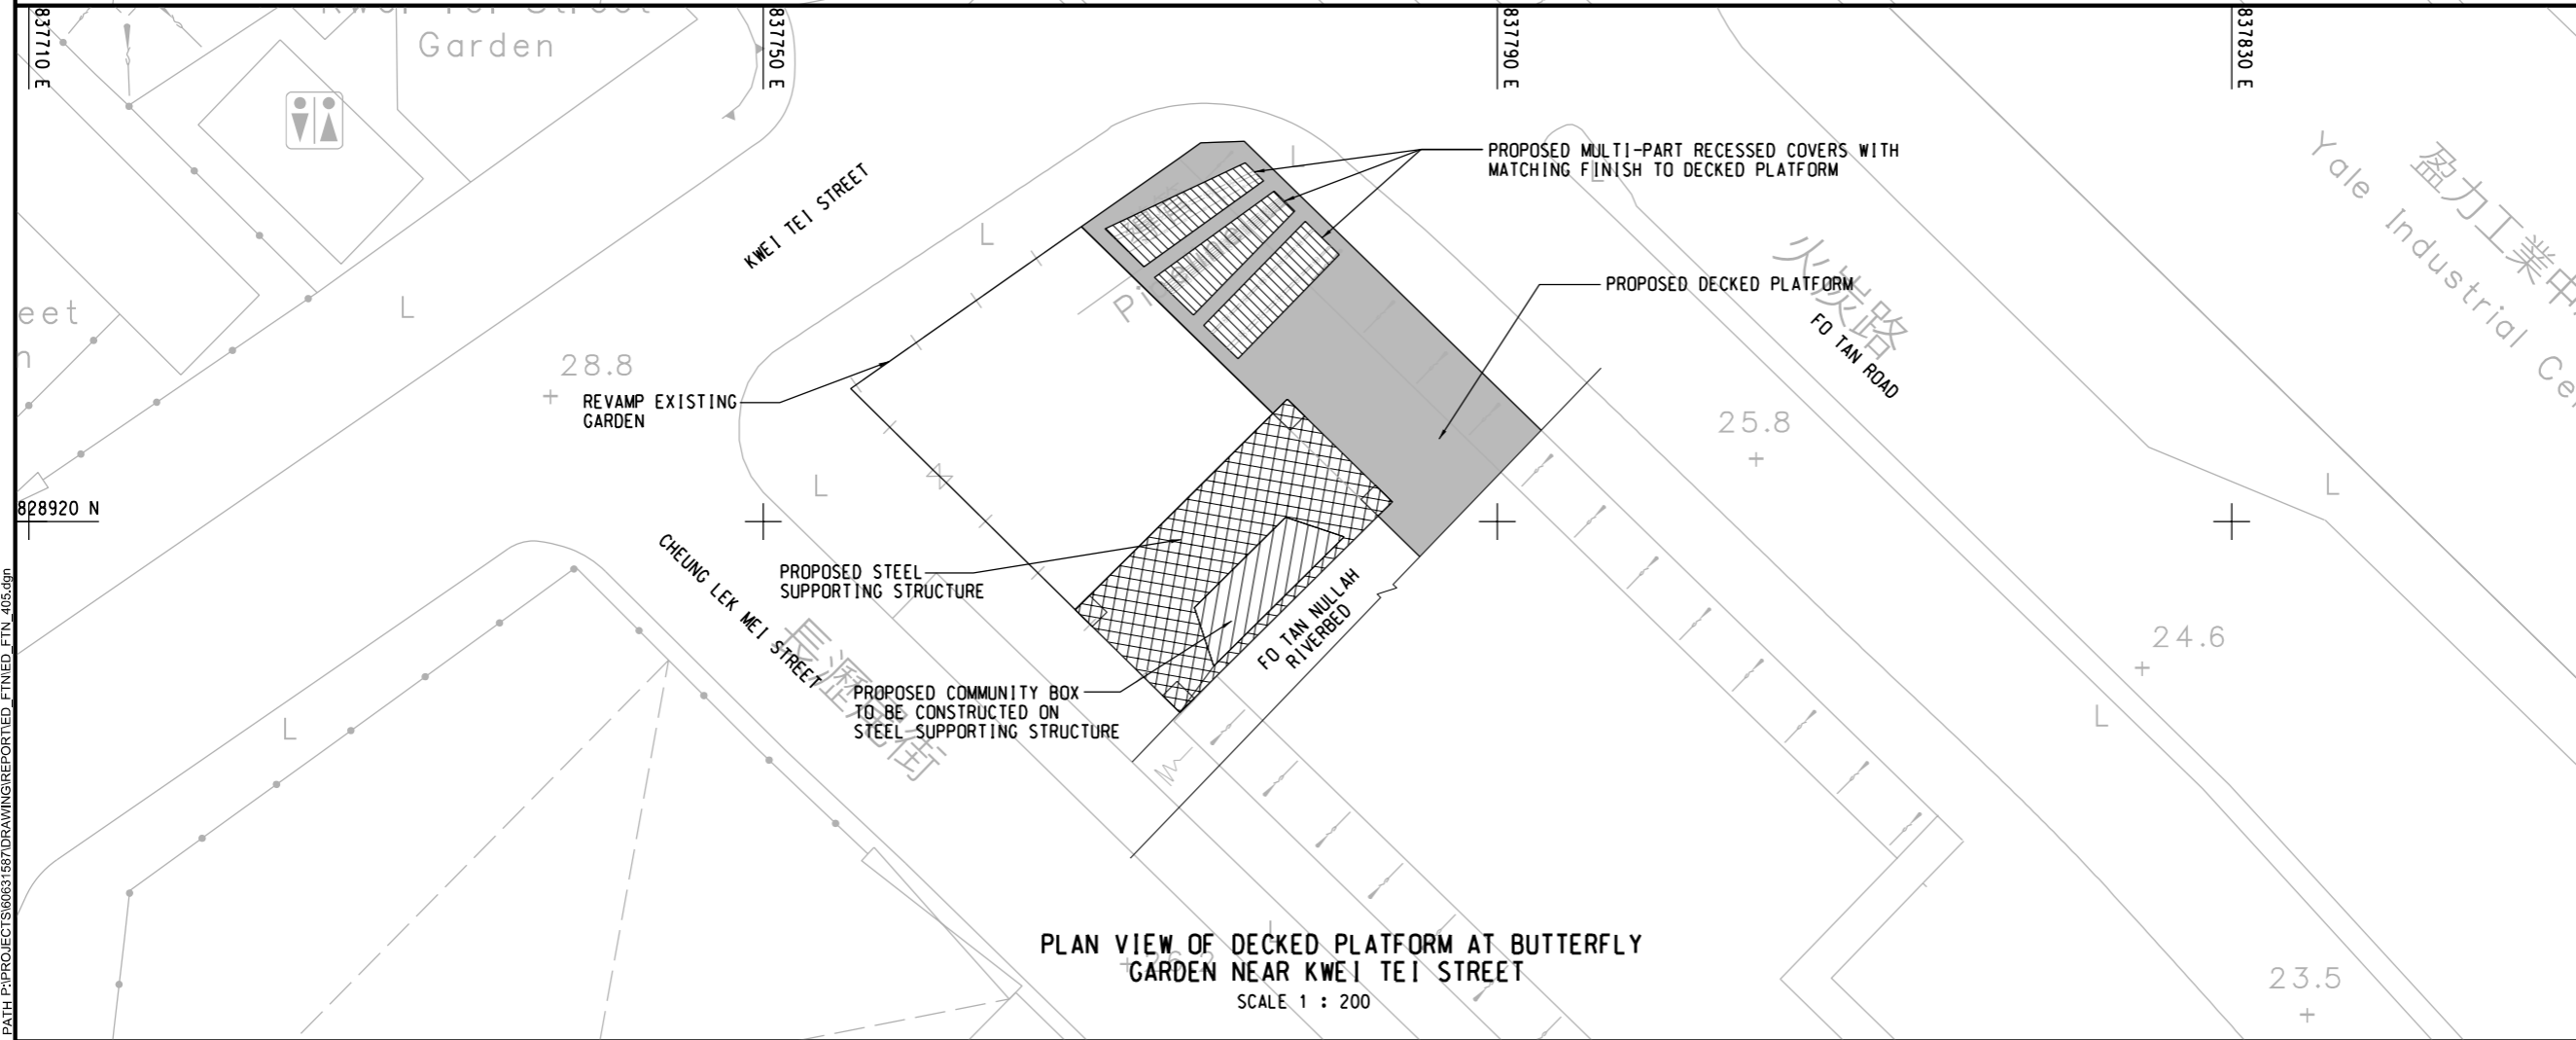 837710 E
837750 E
837790 E
837830 E
Garden
KWEI TEI STREET
PROPOSED MULTI-PART RECESSED COVERS WITH
MATCHING FINISH TO DECKED PLATFORM
L
L
L
L
盈力工業中
Yale Industrial Ce
PROPOSED DECKED PLATFORM
火炭路
FO TAN ROAD
eet
n
28.8
REVAMP EXISTING
GARDEN
25.8
L
L
828920 N
CHEUNG LEK MEI STREET
長瀝尾街
PROPOSED STEEL
SUPPORTING STRUCTURE
FO TAN NULLAH
RIVERBED
24.6
PROPOSED COMMUNITY BOX
TO BE CONSTRUCTED ON
STEEL SUPPORTING STRUCTURE
L
L
L
PLAN VIEW OF DECKED PLATFORM AT BUTTERFLY
GARDEN NEAR KWEI TEI STREET
SCALE 1 : 200
26.2
23.5
PATH P:\PROJECTS\60631587\DRAWING\REPORT\ED_FTN\ED_FTN_405.dgn